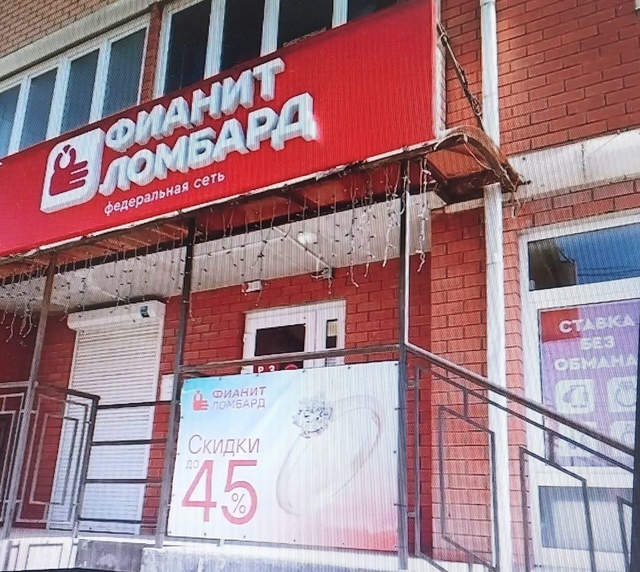 ФИАНИТ
ЛОМБАРД
федеральная сеть
СТАВКА
БЕЗ
ОБМАНА
ФИАНИТ
ЛОМБАРД
Скидки
до
45%